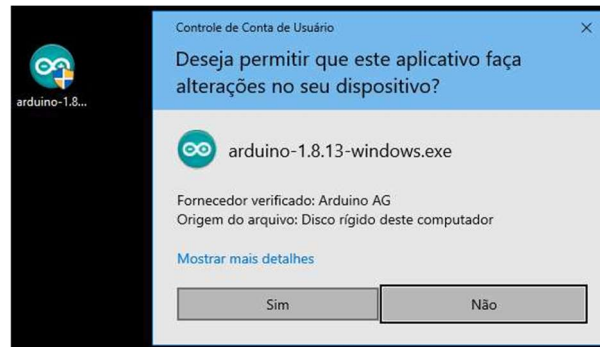 arduino-1.8...
Controle de Conta de Usuário
Deseja permitir que este aplicativo faça
alterações no seu dispositivo?
arduino-1.8.13-windows.exe
Fornecedor verificado: Arduino AG
Origem do arquivo: Disco rígido deste computador
Mostrar mais detalhes
Sim
Não